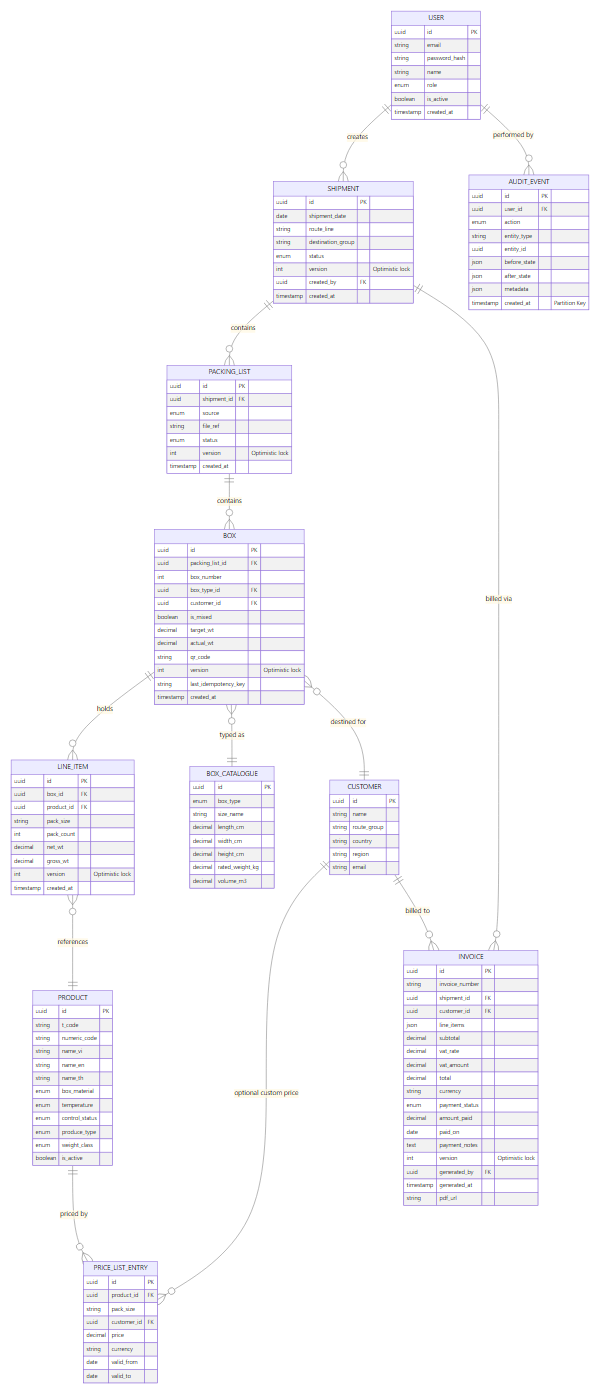 USER
uuid id PK
string email
string password_hash
string name
enum role
boolean is_active
timestamp created_at
creates
performed by
SHIPMENT
uuid id PK
date shipment_date
string route_line
string destination_group
enum status
int version Optimistic lock
uuid created_by FK
timestamp created_at
AUDIT_EVENT
uuid id PK
uuid user_id FK
enum action
string entity_type
uuid entity_id
json before_state
json after_state
json metadata
timestamp created_at Partition Key
contains
PACKING_LIST
uuid id PK
uuid shipment_id FK
enum source
string file_ref
enum status
int version Optimistic lock
timestamp created_at
contains
BOX
uuid id PK
uuid packing_list_id FK
int box_number
uuid box_type_id FK
uuid customer_id FK
boolean is_mixed
decimal target_wt
decimal actual_wt
string qr_code
int version Optimistic lock
string last_idempotency_key
timestamp created_at
billed via
holds
typed as
destined for
LINE_ITEM
uuid id PK
uuid box_id FK
uuid product_id FK
string pack_size
int pack_count
decimal net_wt
decimal gross_wt
int version Optimistic lock
timestamp created_at
BOX_CATALOGUE
uuid id PK
enum box_type
string size_name
decimal length_cm
decimal width_cm
decimal height_cm
decimal rated_weight_kg
decimal volume_m3
CUSTOMER
uuid id PK
string name
string route_group
string country
string region
string email
billed to
references
INVOICE
uuid id PK
string invoice_number
uuid shipment_id FK
uuid customer_id FK
json line_items
decimal subtotal
decimal vat_rate
decimal vat_amount
decimal total
string currency
enum payment_status
decimal amount_paid
date paid_on
text payment_notes
int version Optimistic lock
uuid generated_by FK
timestamp generated_at
string pdf_url
PRODUCT
uuid id PK
string t_code
string numeric_code
string name_vi
string name_en
string name_th
enum box_material
enum temperature
enum control_status
enum produce_type
enum weight_class
boolean is_active
optional custom price
priced by
PRICE_LIST_ENTRY
uuid id PK
uuid product_id FK
string pack_size
uuid customer_id FK
decimal price
string currency
date valid_from
date valid_to